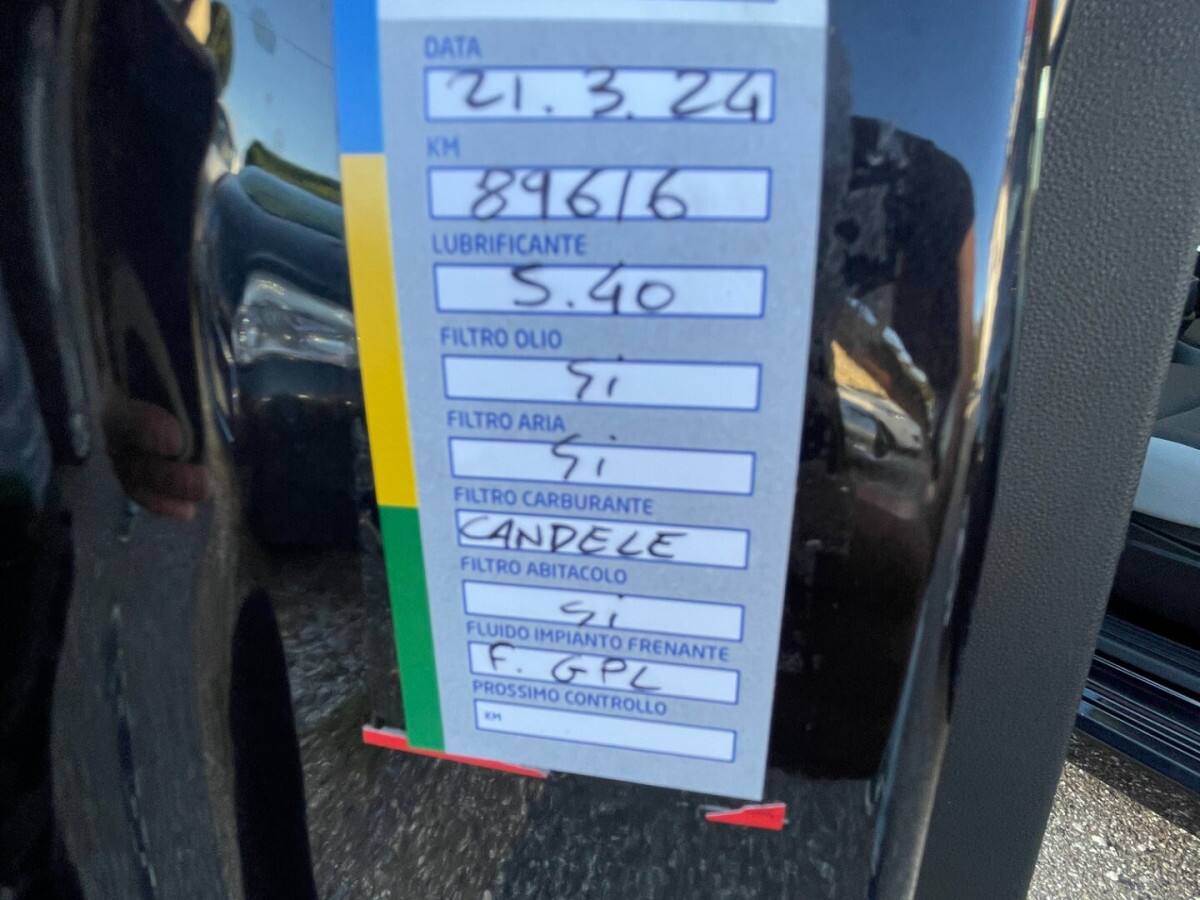 DATA
21.3.24
KM
89616
LUBRIFICANTE
5.40
FILTRO OLIO
Si
FILTRO ARIA
Si
FILTRO CARBURANTE
CANDELE
FILTRO ABITACOLO
Si
FLUIDO IMPIANTO FRENANTE
F. GPL
PROSSIMO CONTROLLO
KM